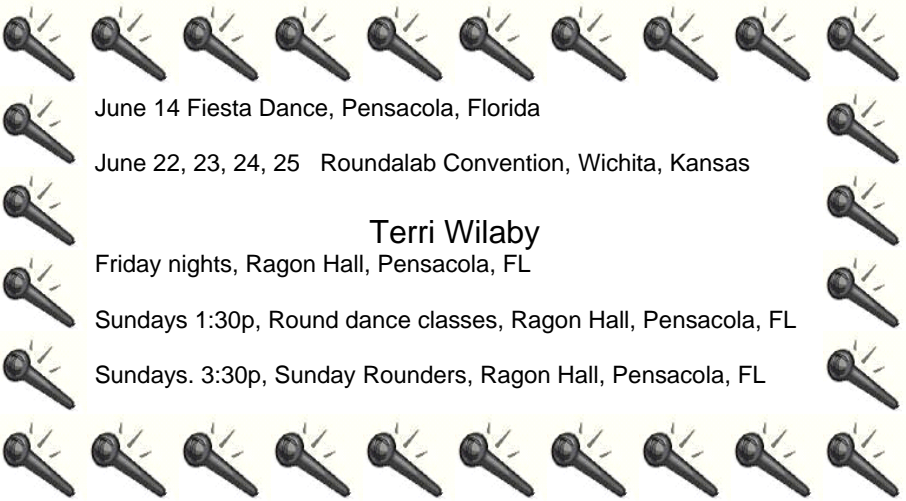 June 14 Fiesta Dance, Pensacola, Florida
June 22, 23, 24, 25 Roundalab Convention, Wichita, Kansas
Terri Wilaby
Friday nights, Ragon Hall, Pensacola, FL
Sundays 1:30p, Round dance classes, Ragon Hall, Pensacola, FL
Sundays. 3:30p, Sunday Rounders, Ragon Hall, Pensacola, FL